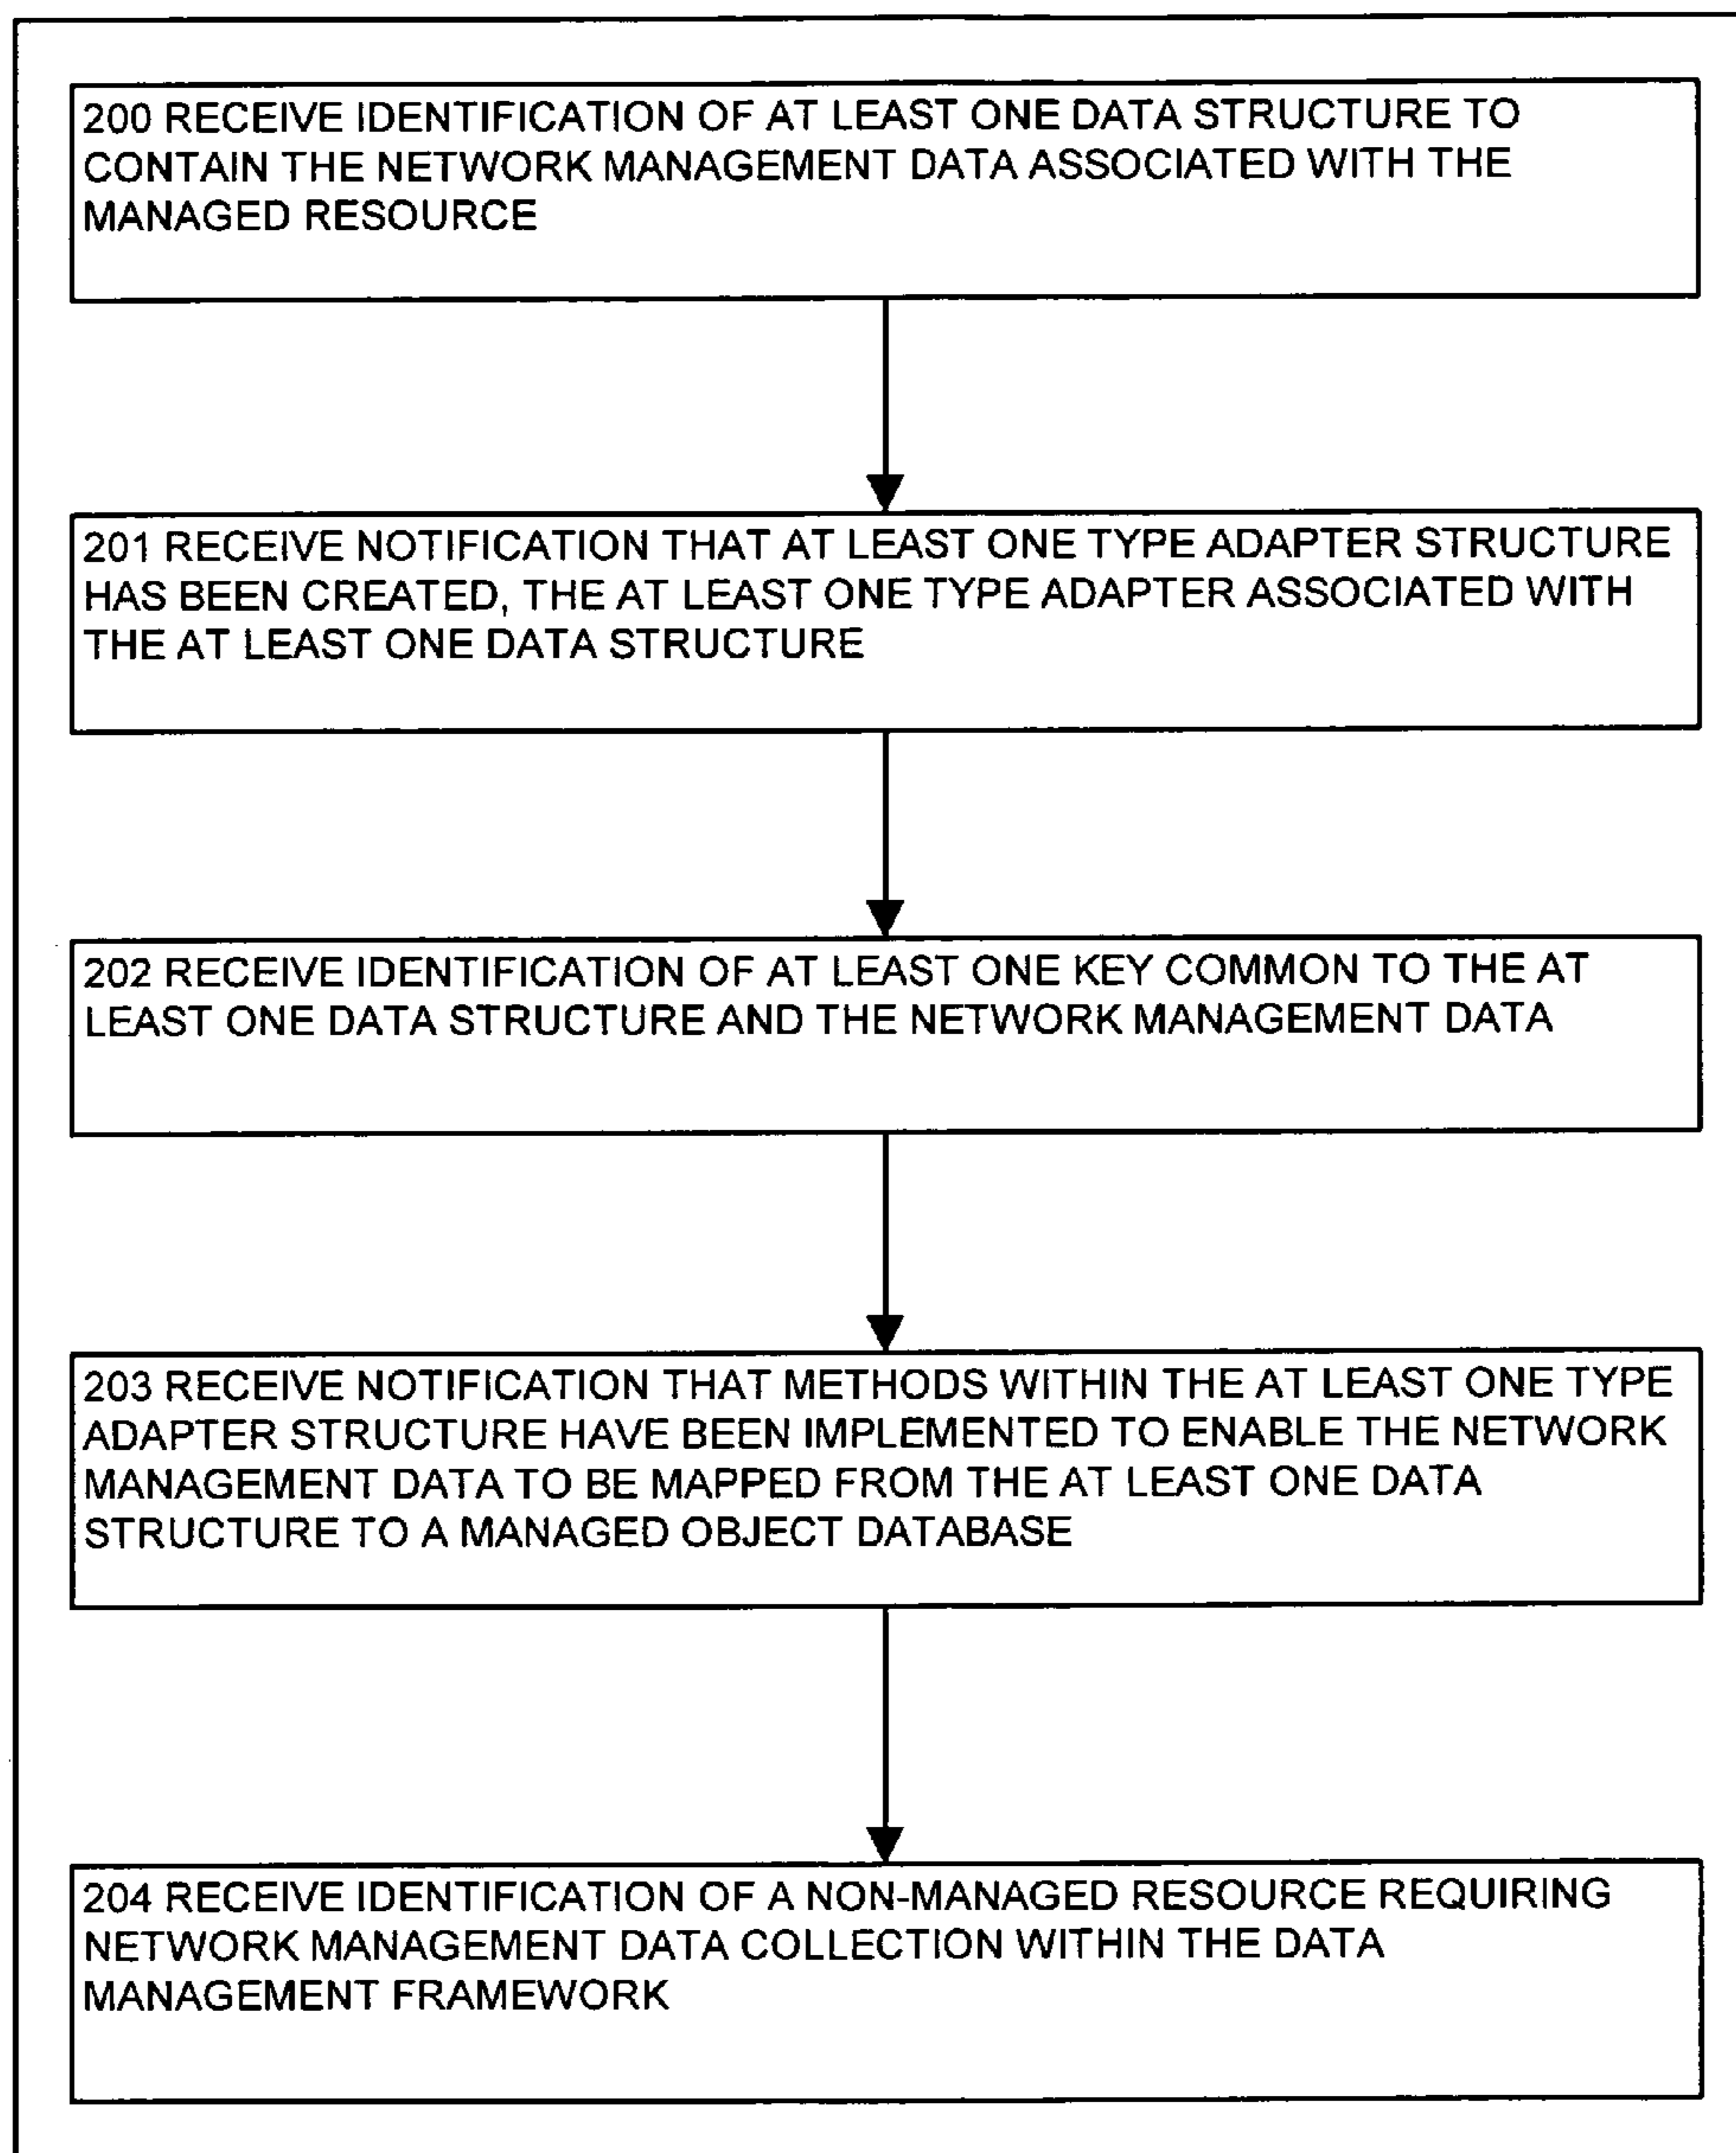 200 RECEIVE IDENTIFICATION OF AT LEAST ONE DATA STRUCTURE TO
CONTAIN THE NETWORK MANAGEMENT DATA ASSOCIATED WITH THE
MANAGED RESOURCE
201 RECEIVE NOTIFICATION THAT AT LEAST ONE TYPE ADAPTER STRUCTURE
HAS BEEN CREATED, THE AT LEAST ONE TYPE ADAPTER ASSOCIATED WITH
THE AT LEAST ONE DATA STRUCTURE
202 RECEIVE IDENTIFICATION OF AT LEAST ONE KEY COMMON TO THE AT
LEAST ONE DATA STRUCTURE AND THE NETWORK MANAGEMENT DATA
203 RECEIVE NOTIFICATION THAT METHODS WITHIN THE AT LEAST ONE TYPE
ADAPTER STRUCTURE HAVE BEEN IMPLEMENTED TO ENABLE THE NETWORK
MANAGEMENT DATA TO BE MAPPED FROM THE AT LEAST ONE DATA
STRUCTURE TO A MANAGED OBJECT DATABASE
204 RECEIVE IDENTIFICATION OF A NON-MANAGED RESOURCE REQUIRING
NETWORK MANAGEMENT DATA COLLECTION WITHIN THE DATA
MANAGEMENT FRAMEWORK